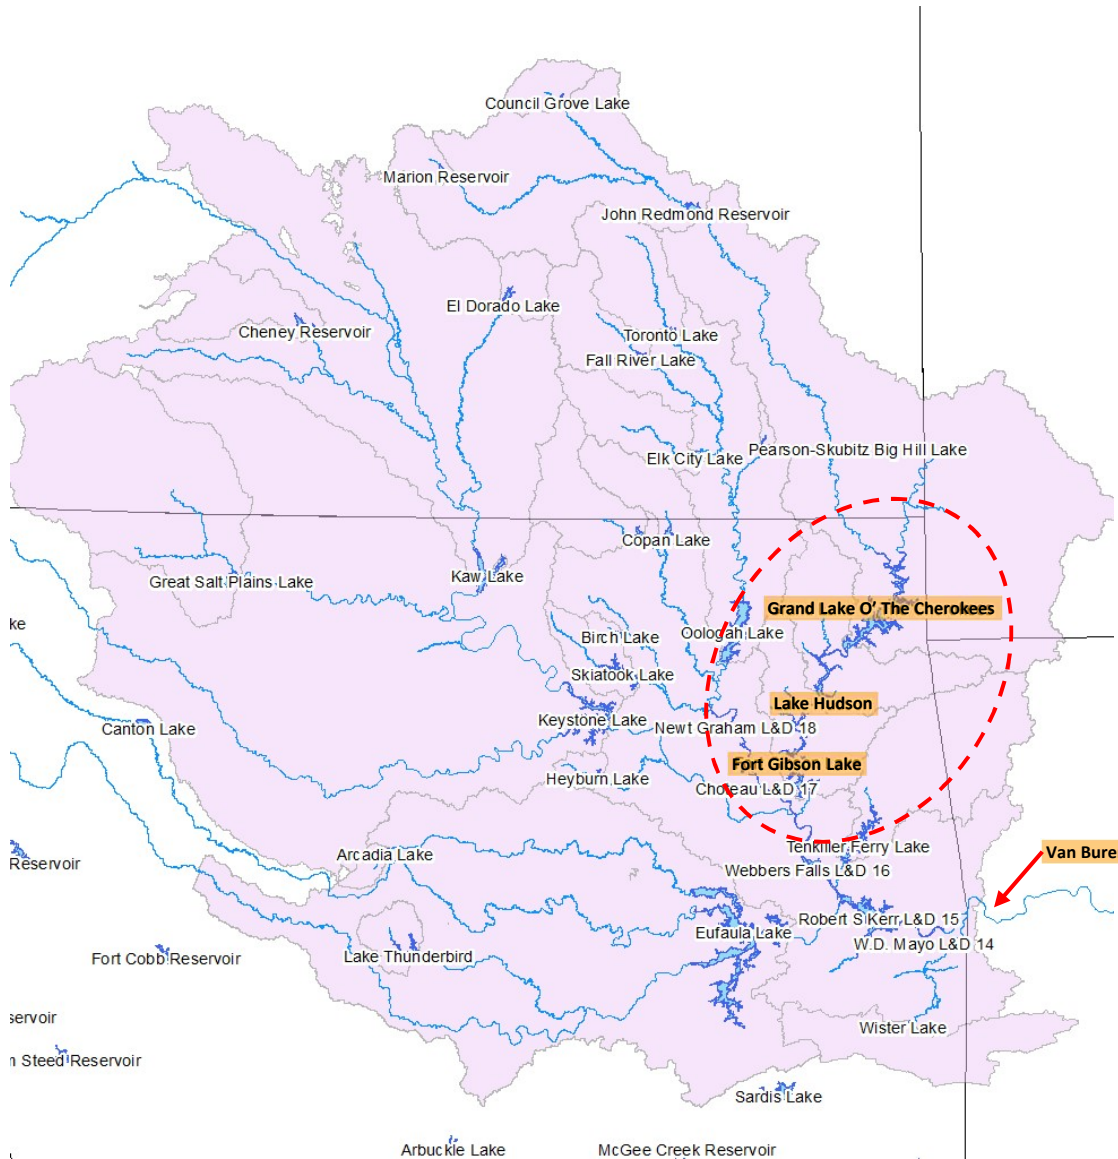 Council Grove Lake
Marion Reservoir
John Redmond Reservoir
El Dorado Lake
Cheney Reservoir
Toronto Lake
Fall River Lake
Pearson-Skubitz Big Hill Lake
Elk City Lake
Copan Lake
Great Salt Plains Lake
Kaw Lake
Grand Lake O' The Cherokees
ke
Birch Lake
Oologah Lake
Skiatook Lake
Lake Hudson
Keystone Lake
Newt Graham L&D 18
Canton Lake
Fort Gibson Lake
Heyburn Lake
Choteau L&D 17
Tenkiller Ferry Lake
Arcadia Lake
Van Bure
Reservoir
Webbers Falls L&D 16
Robert S Kerr L&D 15
Eufaula Lake
W.D. Mayo L&D 14
Lake Thunderbird
Fort Cobb Reservoir
servoir
Wister Lake
n Steed Reservoir
Sardis Lake
Arbuckle Lake
McGee Creek Reservoir